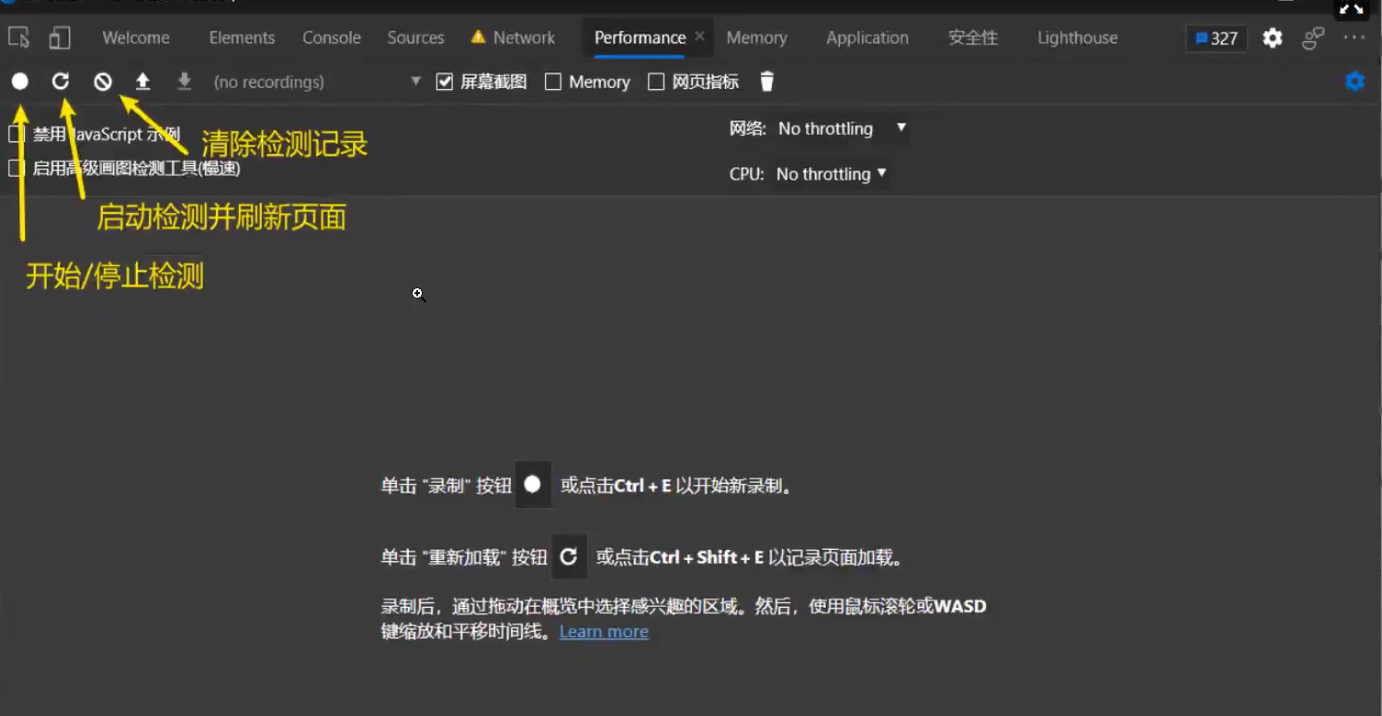 Welcome Elements Console Sources Network Performance Memory Application 安全性 Lighthouse 327
(no recordings) 屏幕截图 Memory 网页指标
禁用 JavaScript 示例
清除检测记录
网络: No throttling
启用高级画图检测工具(慢速)
CPU: No throttling
启动检测并刷新页面
开始/停止检测
单击 "录制" 按钮 或点击Ctrl + E 以开始新录制。
单击 "重新加载" 按钮 或点击Ctrl + Shift + E 以记录页面加载。
录制后，通过拖动在概览中选择感兴趣的区域。然后，使用鼠标滚轮或WASD
键缩放和平移时间线。Learn more